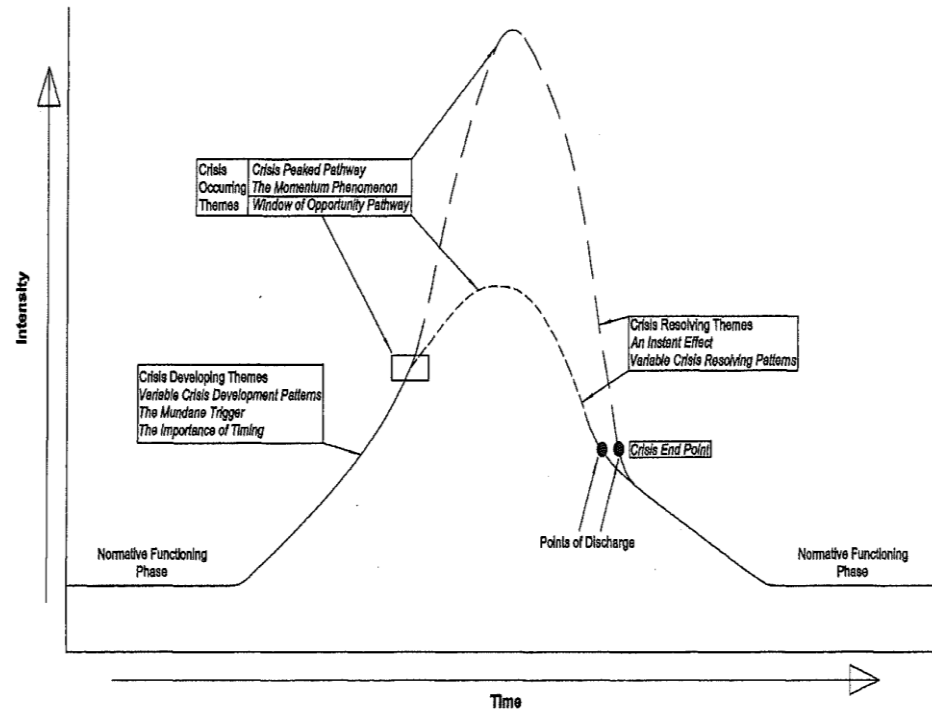 Crisis
Occurring
Themes
Crisis Peaked Pathway
The Momentum Phenomenon
Window of Opportunity Pathway
Intensity
Crisis Resolving Themes
An Instant Effect
Variable Crisis Resolving Patterns
Crisis Developing Themes
Variable Crisis Development Patterns
The Mundane Trigger
The Importance of Timing
Crisis End Point
Points of Discharge
Normative Functioning
Phase
Normative Functioning
Phase
Time